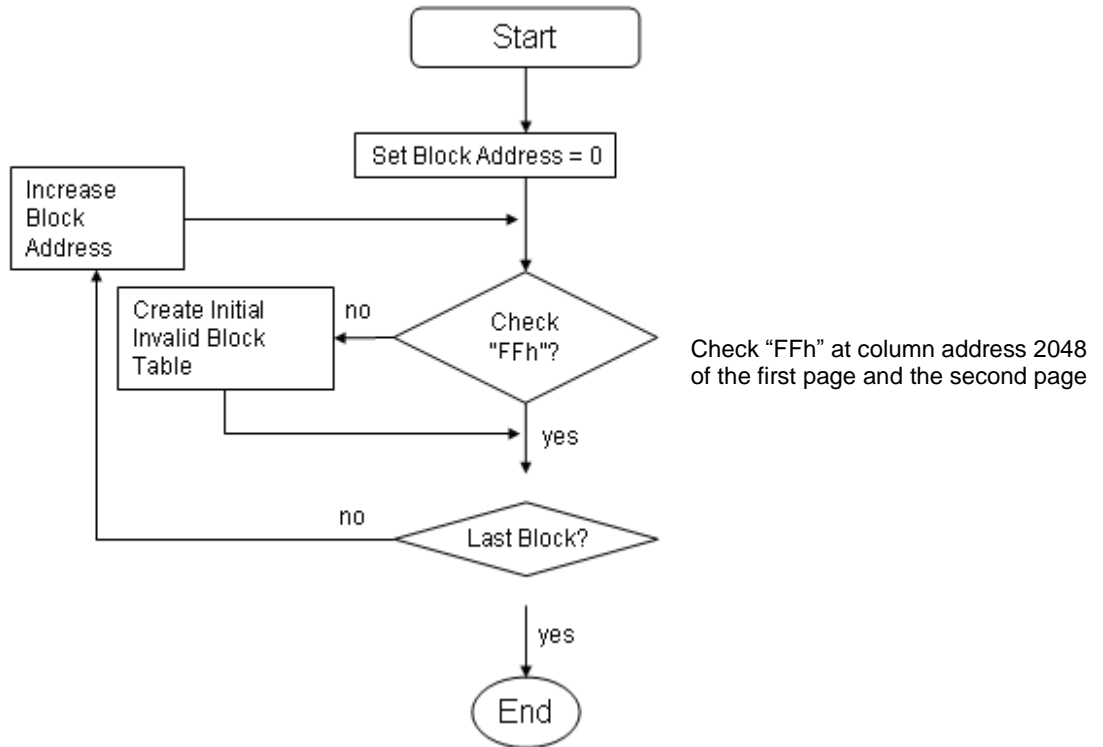 Start
Set Block Address = 0
Increase
Block
Address
Create Initial
Invalid Block
Table
no
Check
"FFh"?
Check “FFh” at column address 2048
of the first page and the second page
yes
no
Last Block?
yes
End